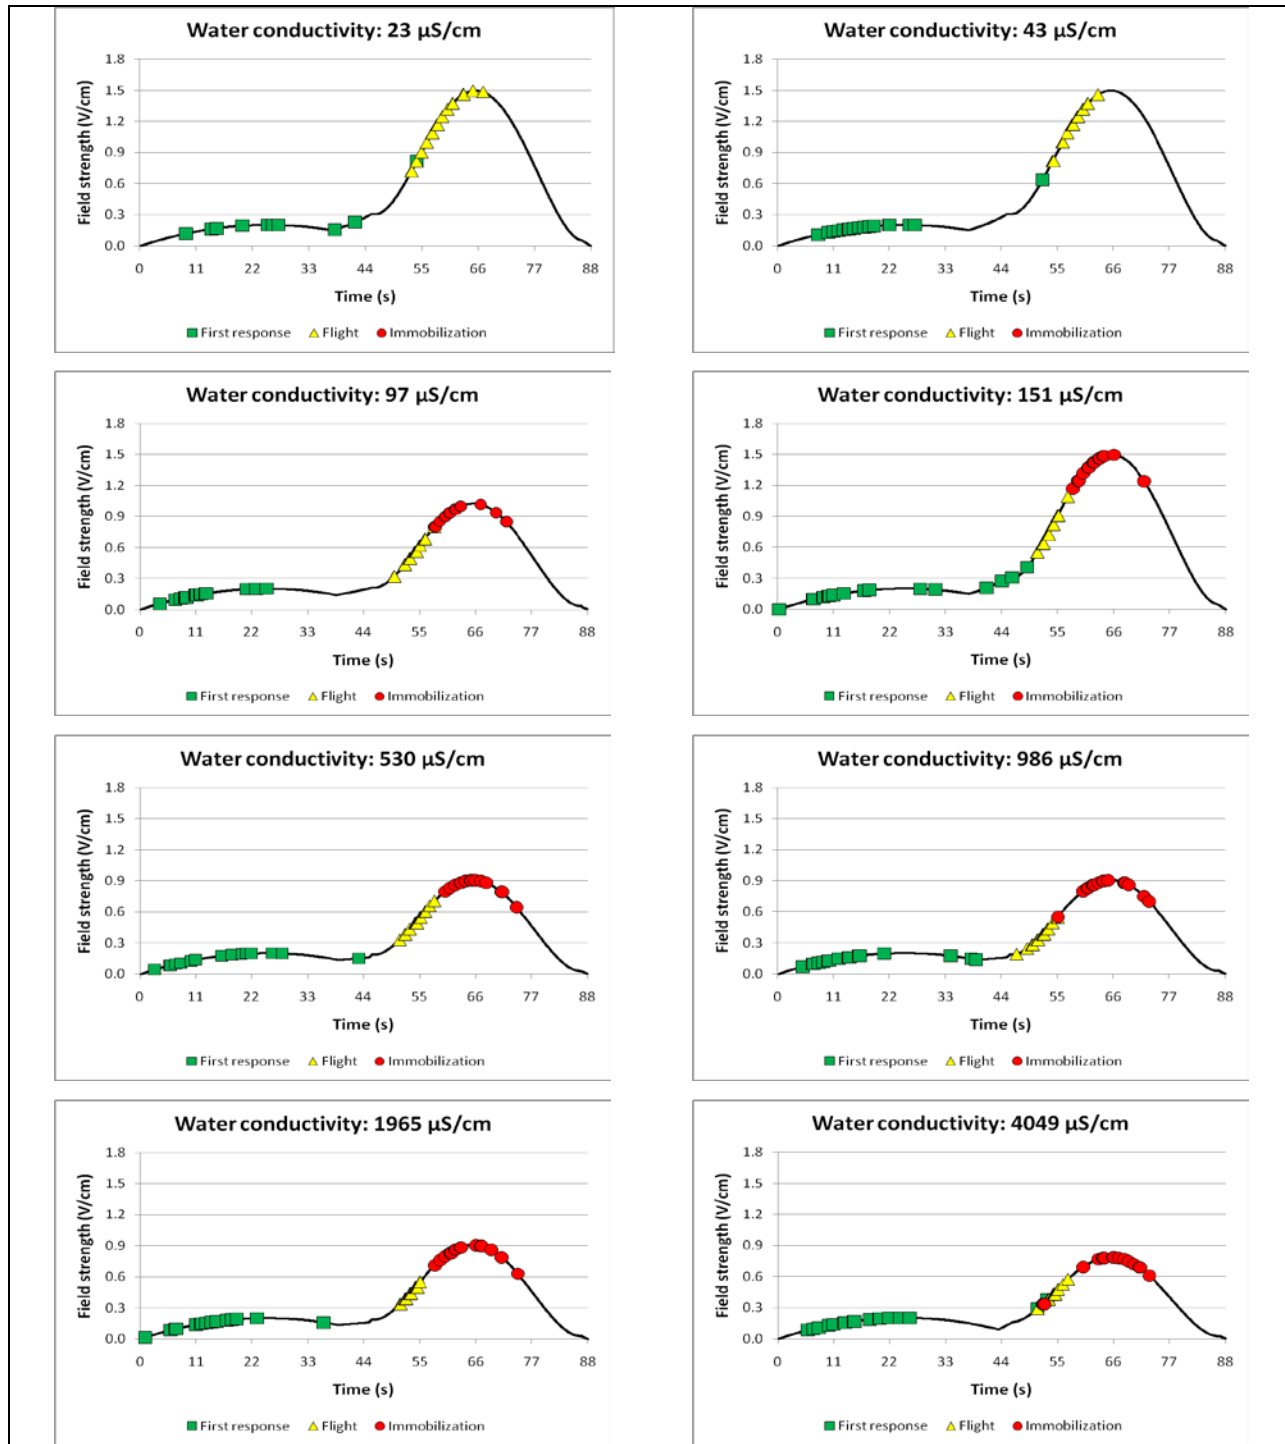 Water conductivity: 23 µS/cm
Field strength (V/cm)
1.8
1.5
1.2
0.9
0.6
0.3
0.0
0 11 22 33 44 55 66 77 88
Time (s)
First response Flight Immobilization
Water conductivity: 43 µS/cm
Field strength (V/cm)
1.8
1.5
1.2
0.9
0.6
0.3
0.0
0 11 22 33 44 55 66 77 88
Time (s)
First response Flight Immobilization
Water conductivity: 97 µS/cm
Field strength (V/cm)
1.8
1.5
1.2
0.9
0.6
0.3
0.0
0 11 22 33 44 55 66 77 88
Time (s)
First response Flight Immobilization
Water conductivity: 151 µS/cm
Field strength (V/cm)
1.8
1.5
1.2
0.9
0.6
0.3
0.0
0 11 22 33 44 55 66 77 88
Time (s)
First response Flight Immobilization
Water conductivity: 530 µS/cm
Field strength (V/cm)
1.8
1.5
1.2
0.9
0.6
0.3
0.0
0 11 22 33 44 55 66 77 88
Time (s)
First response Flight Immobilization
Water conductivity: 986 µS/cm
Field strength (V/cm)
1.8
1.5
1.2
0.9
0.6
0.3
0.0
0 11 22 33 44 55 66 77 88
Time (s)
First response Flight Immobilization
Water conductivity: 1965 µS/cm
Field strength (V/cm)
1.8
1.5
1.2
0.9
0.6
0.3
0.0
0 11 22 33 44 55 66 77 88
Time (s)
First response Flight Immobilization
Water conductivity: 4049 µS/cm
Field strength (V/cm)
1.8
1.5
1.2
0.9
0.6
0.3
0.0
0 11 22 33 44 55 66 77 88
Time (s)
First response Flight Immobilization